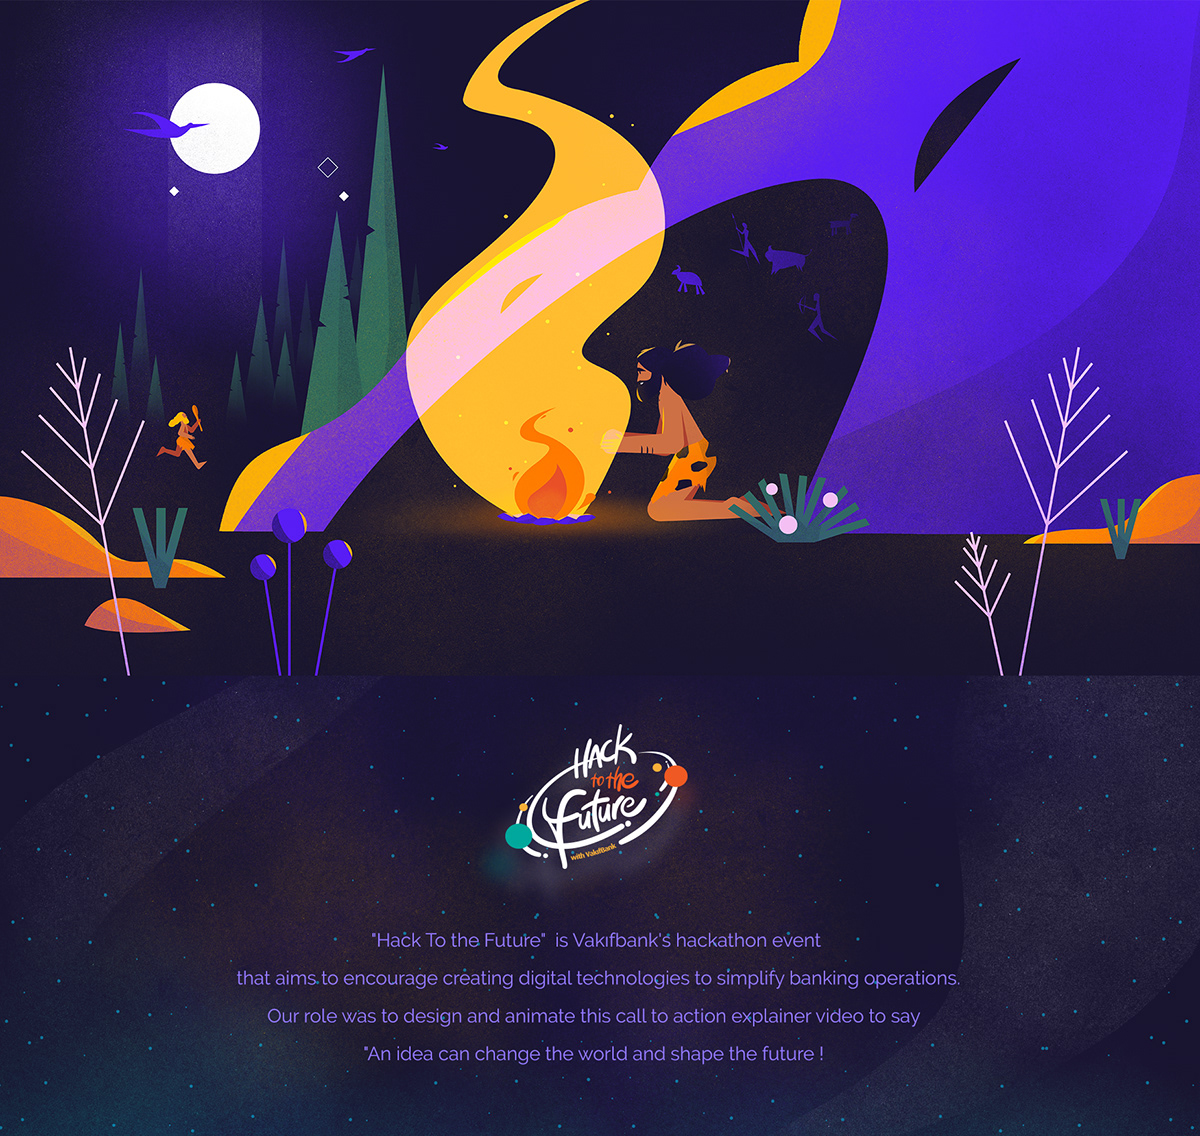 HACK
to the
Future
with VakıfBank
"Hack To the Future"  is Vakıfbank's hackathon event
that aims to encourage creating digital technologies to simplify banking operations.
Our role was to design and animate this call to action explainer video to say
"An idea can change the world and shape the future !